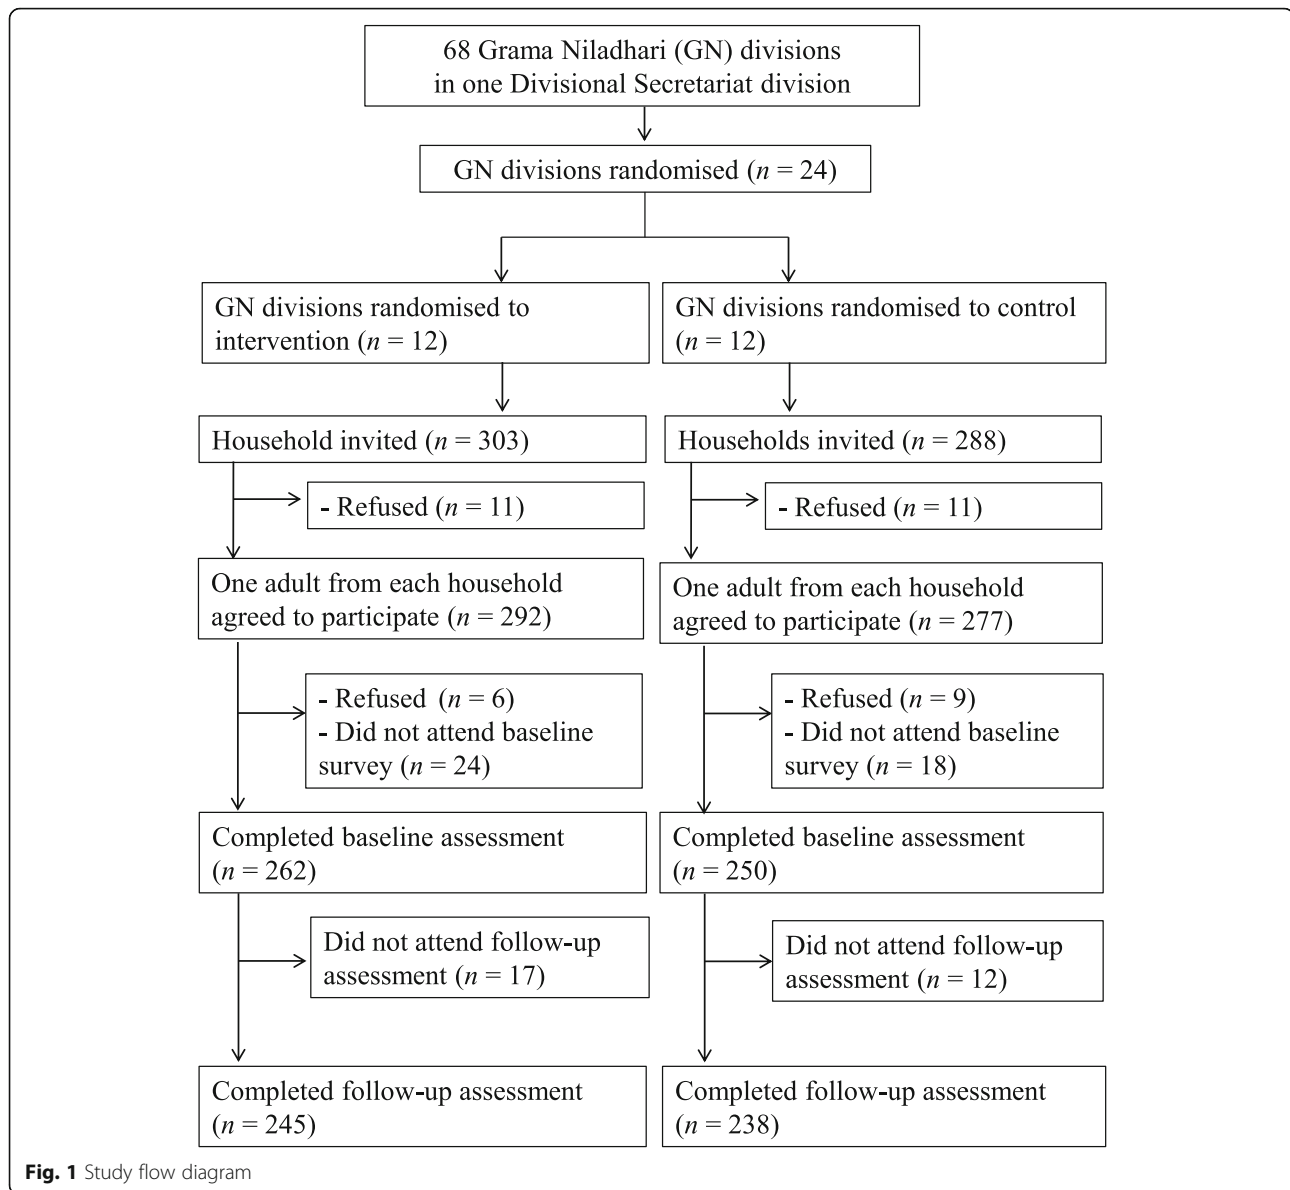 68 Grama Niladhari (GN) divisions
in one Divisional Secretariat division
GN divisions randomised (n = 24)
GN divisions randomised to
intervention (n = 12)
GN divisions randomised to control
(n = 12)
Household invited (n = 303)
Households invited (n = 288)
- Refused (n = 11)
- Refused (n = 11)
One adult from each household
agreed to participate (n = 292)
One adult from each household
agreed to participate (n = 277)
- Refused (n = 6)
- Did not attend baseline
survey (n = 24)
- Refused (n = 9)
- Did not attend baseline
survey (n = 18)
Completed baseline assessment
(n = 262)
Completed baseline assessment
(n = 250)
Did not attend follow-up
assessment (n = 17)
Did not attend follow-up
assessment (n = 12)
Completed follow-up assessment
(n = 245)
Completed follow-up assessment
(n = 238)
Fig. 1 Study flow diagram